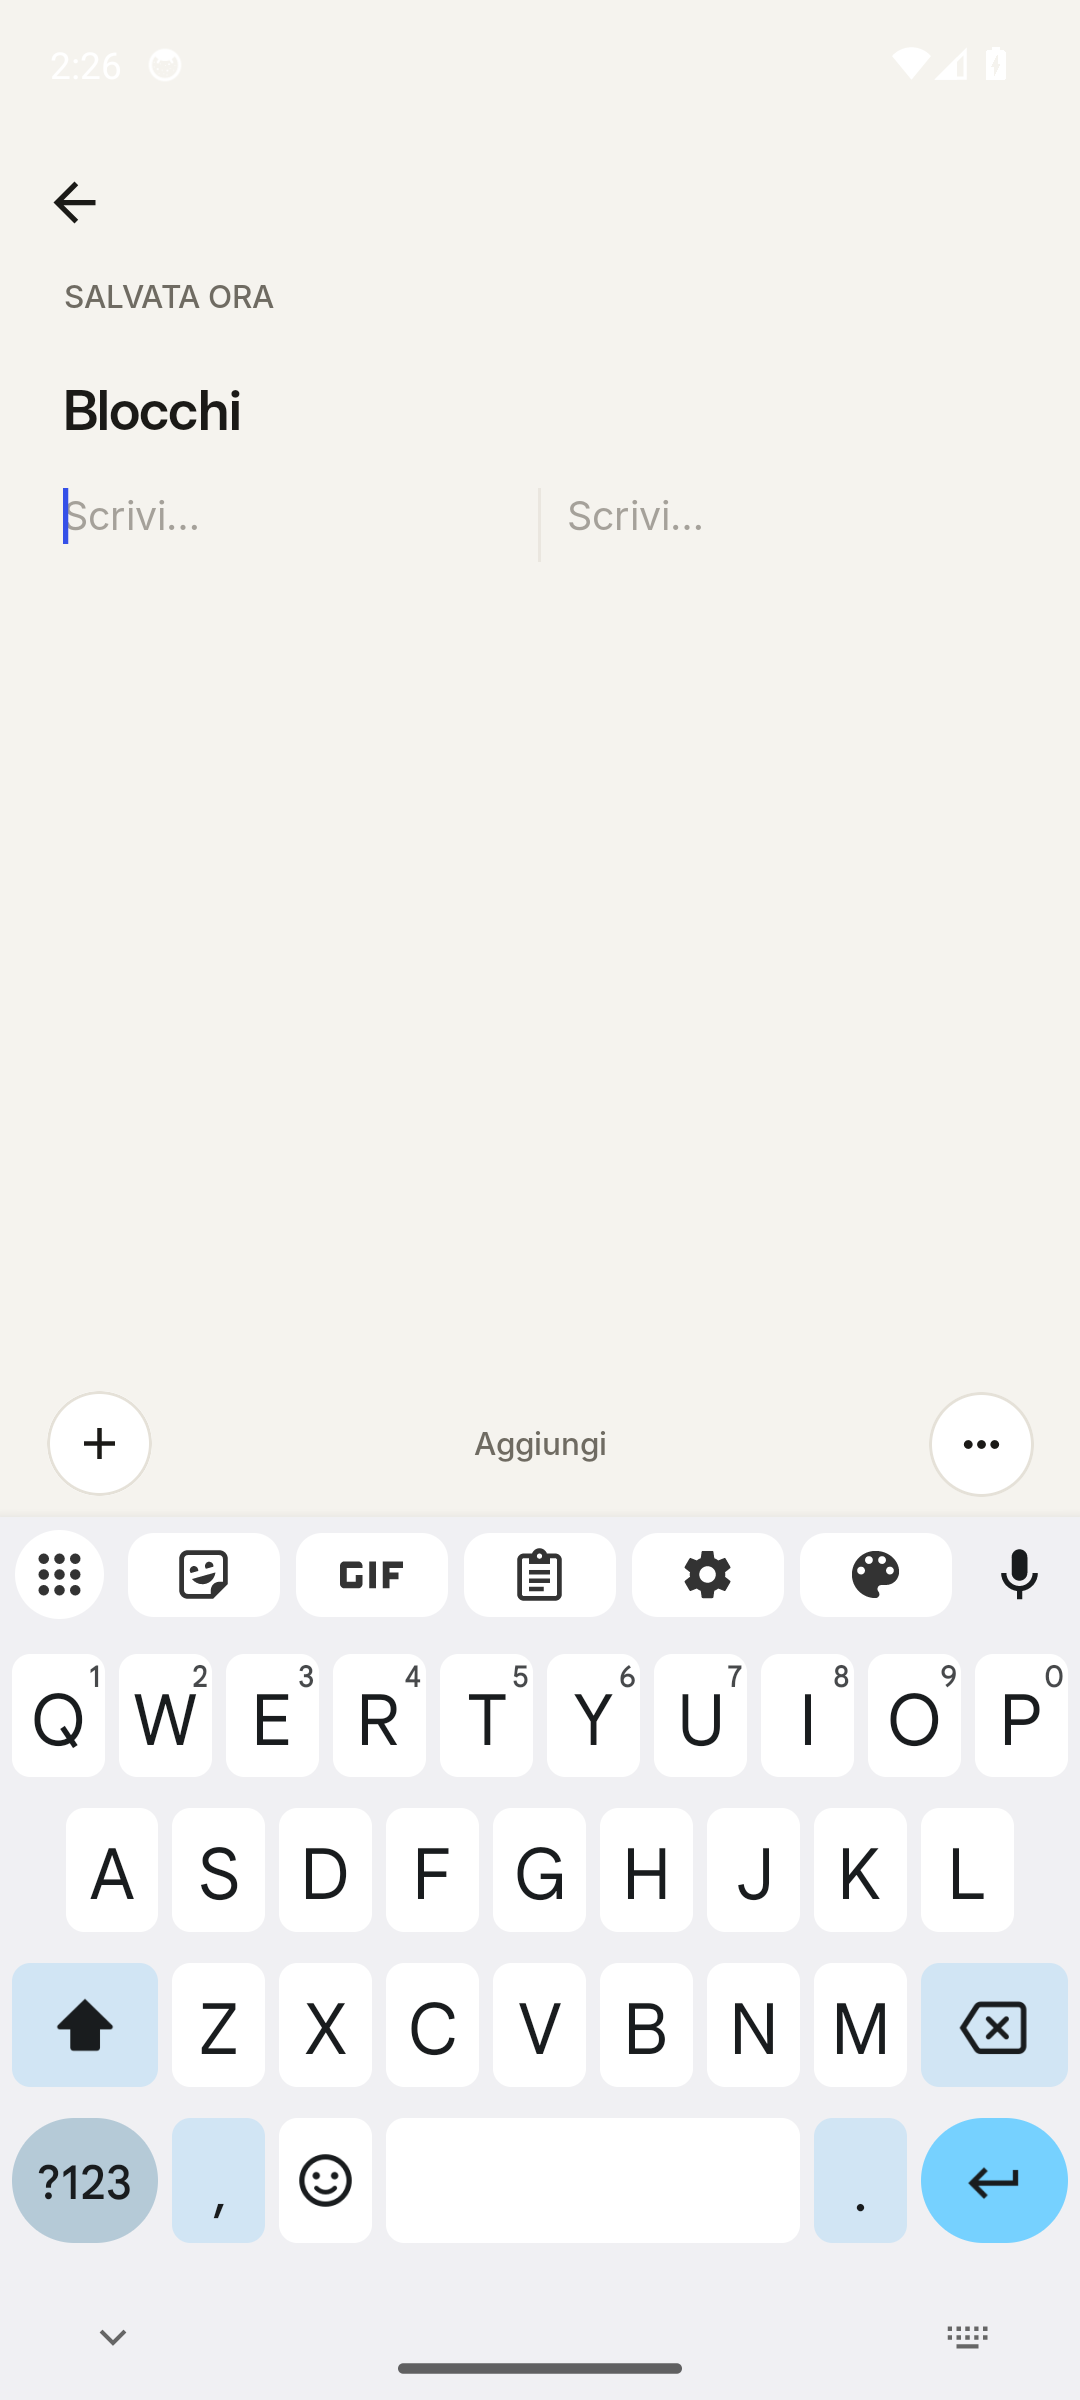 2:26
SALVATA ORA
Blocchi
Scrivi... Scrivi...
Aggiungi
GIF
Q 1 W 2 E 3 R 4 T 5 Y 6 U 7 I 8 O 9 P 0
A S D F G H J K L
Z X C V B N M
?123 , .